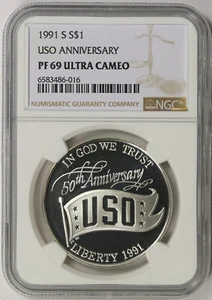 1991 S S$1
USO ANNIVERSARY
PF 69 ULTRA CAMEO
6583486-016
NUMISMATIC GUARANTY COMPANY
NGC
IN GOD WE TRUST
50th Anniversary
USO
LIBERTY 1991